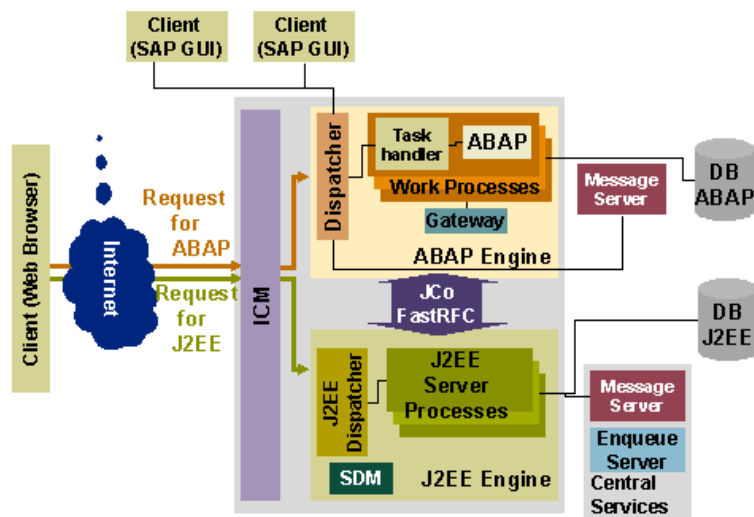 Client
(SAP GUI)
Client
(SAP GUI)
Client (Web Browser)
Internet
Request
for
ABAP
Request
for
J2EE
ICM
Dispatcher
Task
handler
ABAP
Work Processes
Gateway
ABAP Engine
Message
Server
DB
ABAP
JCo
FastRFC
J2EE
Dispatcher
J2EE
Server
Processes
SDM
J2EE Engine
DB
J2EE
Message
Server
Enqueue
Server
Central
Services